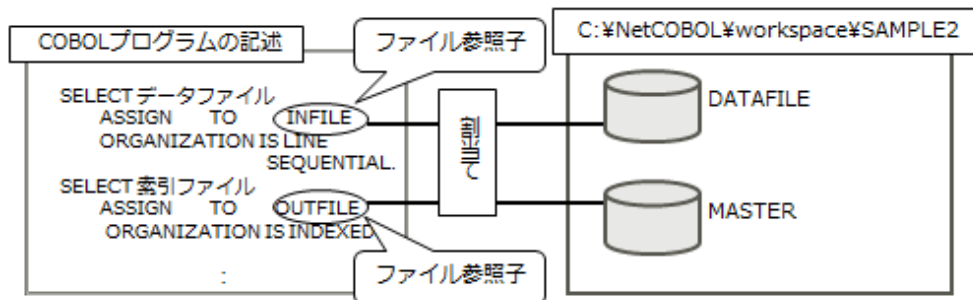 COBOLプログラムの記述
ファイル参照子
C:¥NetCOBOL¥workspace¥SAMPLE2
SELECT データファイル
ASSIGN TO INFILE
ORGANIZATION IS LINE
SEQUENTIAL.
割当て
DATAFILE
SELECT 索引ファイル
ASSIGN TO OUTFILE
ORGANIZATION IS INDEXED
MASTER
:
ファイル参照子